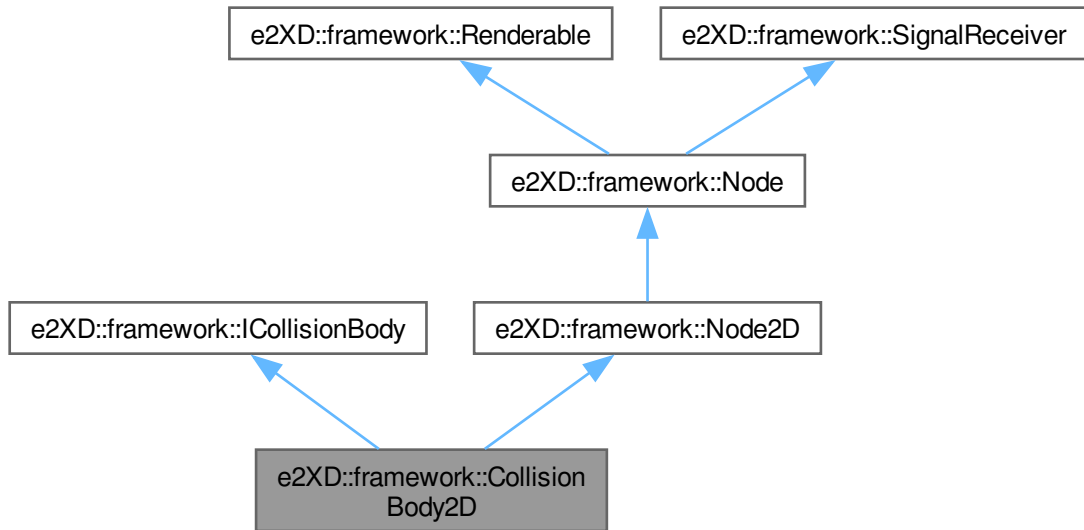 e2XD::framework::Renderable
e2XD::framework::SignalReceiver
e2XD::framework::Node
e2XD::framework::ICollisionBody
e2XD::framework::Node2D
e2XD::framework::Collision
Body2D